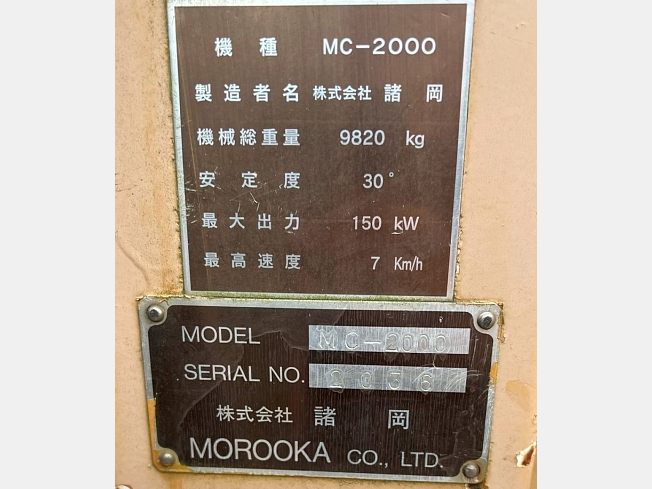 機種 MC-2000
製造者名 株式会社 諸岡
機械総重量 9820 kg
安定度 30°
最大出力 150 kW
最高速度 7 Km/h
MODEL MC-2000
SERIAL NO. 2036
株式会社 諸岡
MOROOKA CO., LTD.